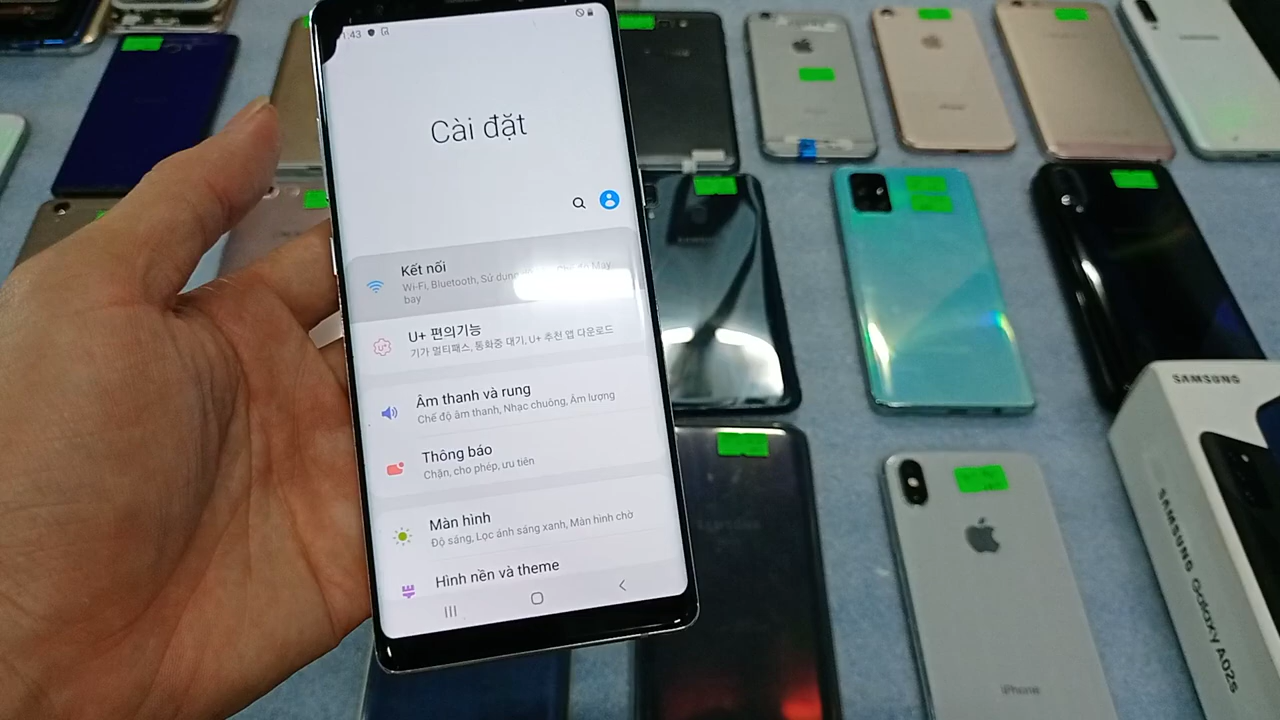 1:43
Cài đặt
Kết nối
Wi-Fi, Bluetooth, Sử dụng Chế độ Máy
bay
U+ 편의기능
기가 멀티패스, 통화중 대기, U+ 추천 앱 다운로드
Âm thanh và rung
Chế độ âm thanh, Nhạc chuông, Âm lượng
Thông báo
Chặn, cho phép, ưu tiên
Màn hình
Độ sáng, Lọc ánh sáng xanh, Màn hình chờ
Hình nền và theme
SAMSUNG
SAMSUNG Galaxy A02s
iPhone